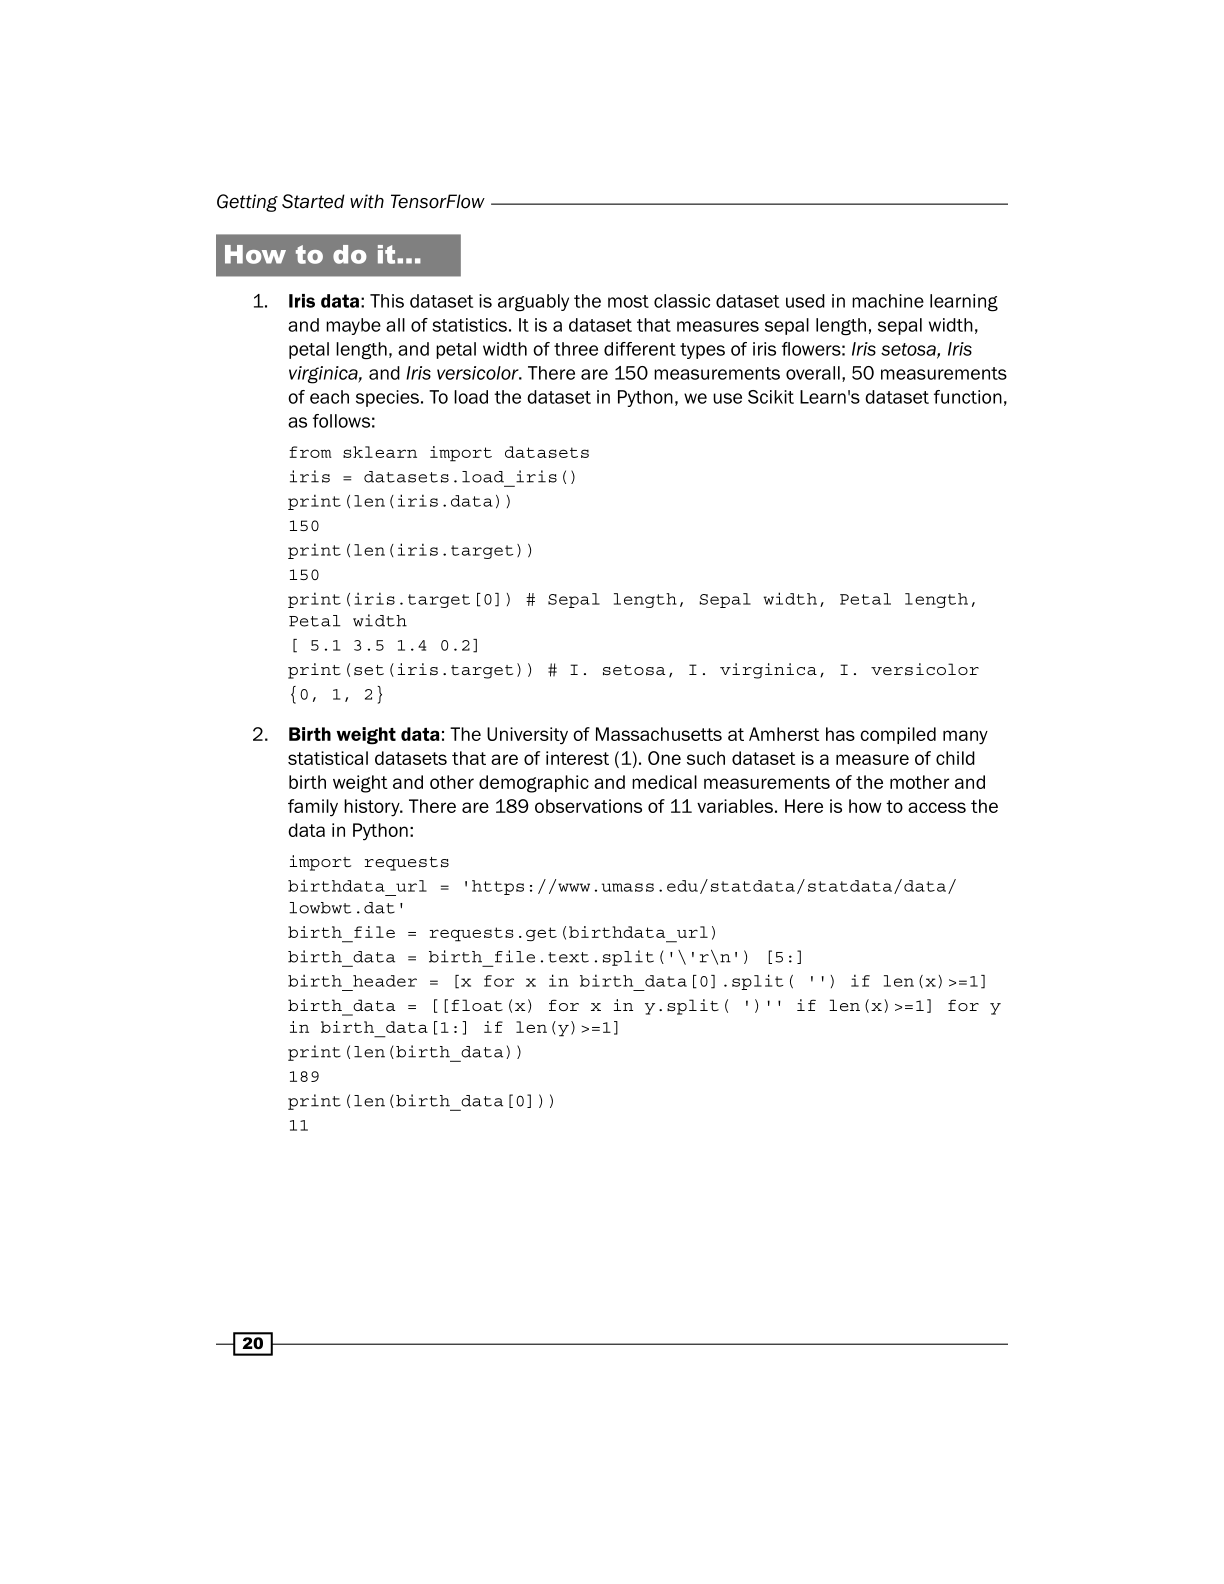 Getting Started with TensorFlow
How to do it…
1. Iris data: This dataset is arguably the most classic dataset used in machine learning
and maybe all of statistics. It is a dataset that measures sepal length, sepal width,
petal length, and petal width of three different types of iris flowers: Iris setosa, Iris
virginica, and Iris versicolor. There are 150 measurements overall, 50 measurements
of each species. To load the dataset in Python, we use Scikit Learn's dataset function,
as follows:
from sklearn import datasets
iris = datasets.load_iris()
print(len(iris.data))
150
print(len(iris.target))
150
print(iris.target[0]) # Sepal length, Sepal width, Petal length,
Petal width
[ 5.1 3.5 1.4 0.2]
print(set(iris.target)) # I. setosa, I. virginica, I. versicolor
{0, 1, 2}
2. Birth weight data: The University of Massachusetts at Amherst has compiled many
statistical datasets that are of interest (1). One such dataset is a measure of child
birth weight and other demographic and medical measurements of the mother and
family history. There are 189 observations of 11 variables. Here is how to access the
data in Python:
import requests
birthdata_url = 'https://www.umass.edu/statdata/statdata/data/
lowbwt.dat'
birth_file = requests.get(birthdata_url)
birth_data = birth_file.text.split('\'r\n') [5:]
birth_header = [x for x in birth_data[0].split( '') if len(x)>=1]
birth_data = [[float(x) for x in y.split( ')'' if len(x)>=1] for y
in birth_data[1:] if len(y)>=1]
print(len(birth_data))
189
print(len(birth_data[0]))
11
20